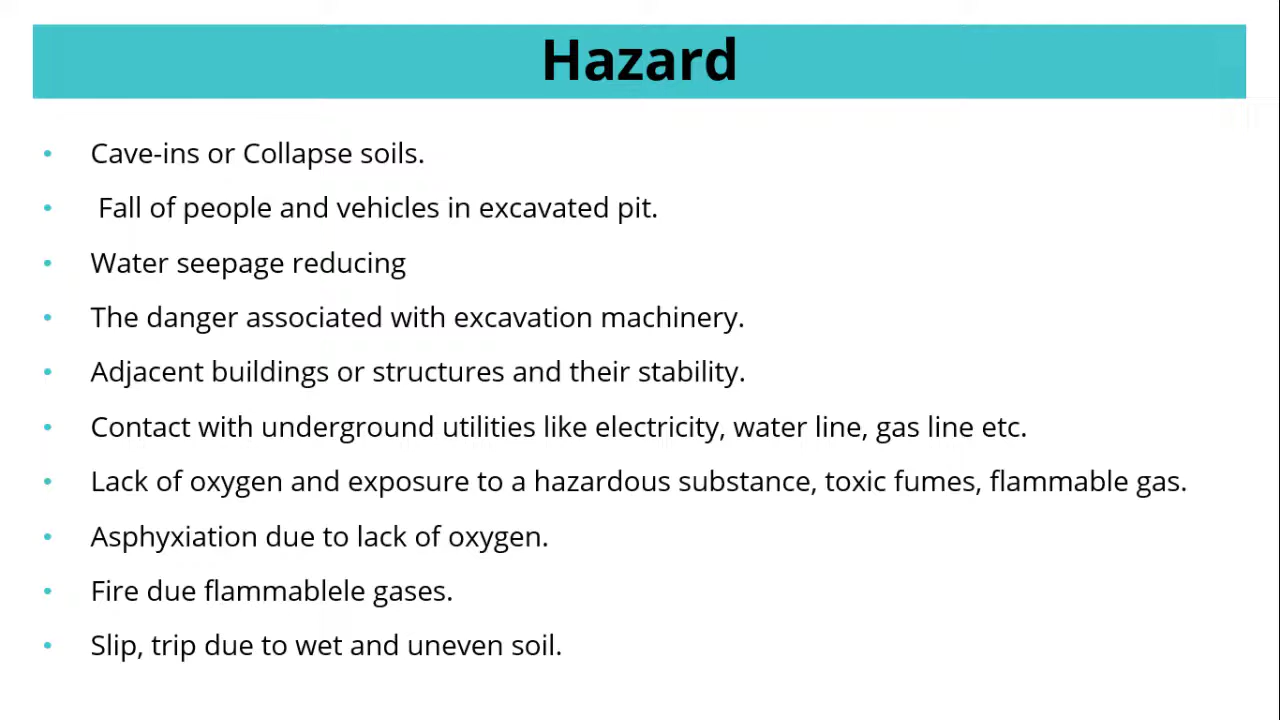 Hazard
• Cave-ins or Collapse soils.
• Fall of people and vehicles in excavated pit.
• Water seepage reducing
• The danger associated with excavation machinery.
• Adjacent buildings or structures and their stability.
• Contact with underground utilities like electricity, water line, gas line etc.
• Lack of oxygen and exposure to a hazardous substance, toxic fumes, flammable gas.
• Asphyxiation due to lack of oxygen.
• Fire due flammablele gases.
• Slip, trip due to wet and uneven soil.